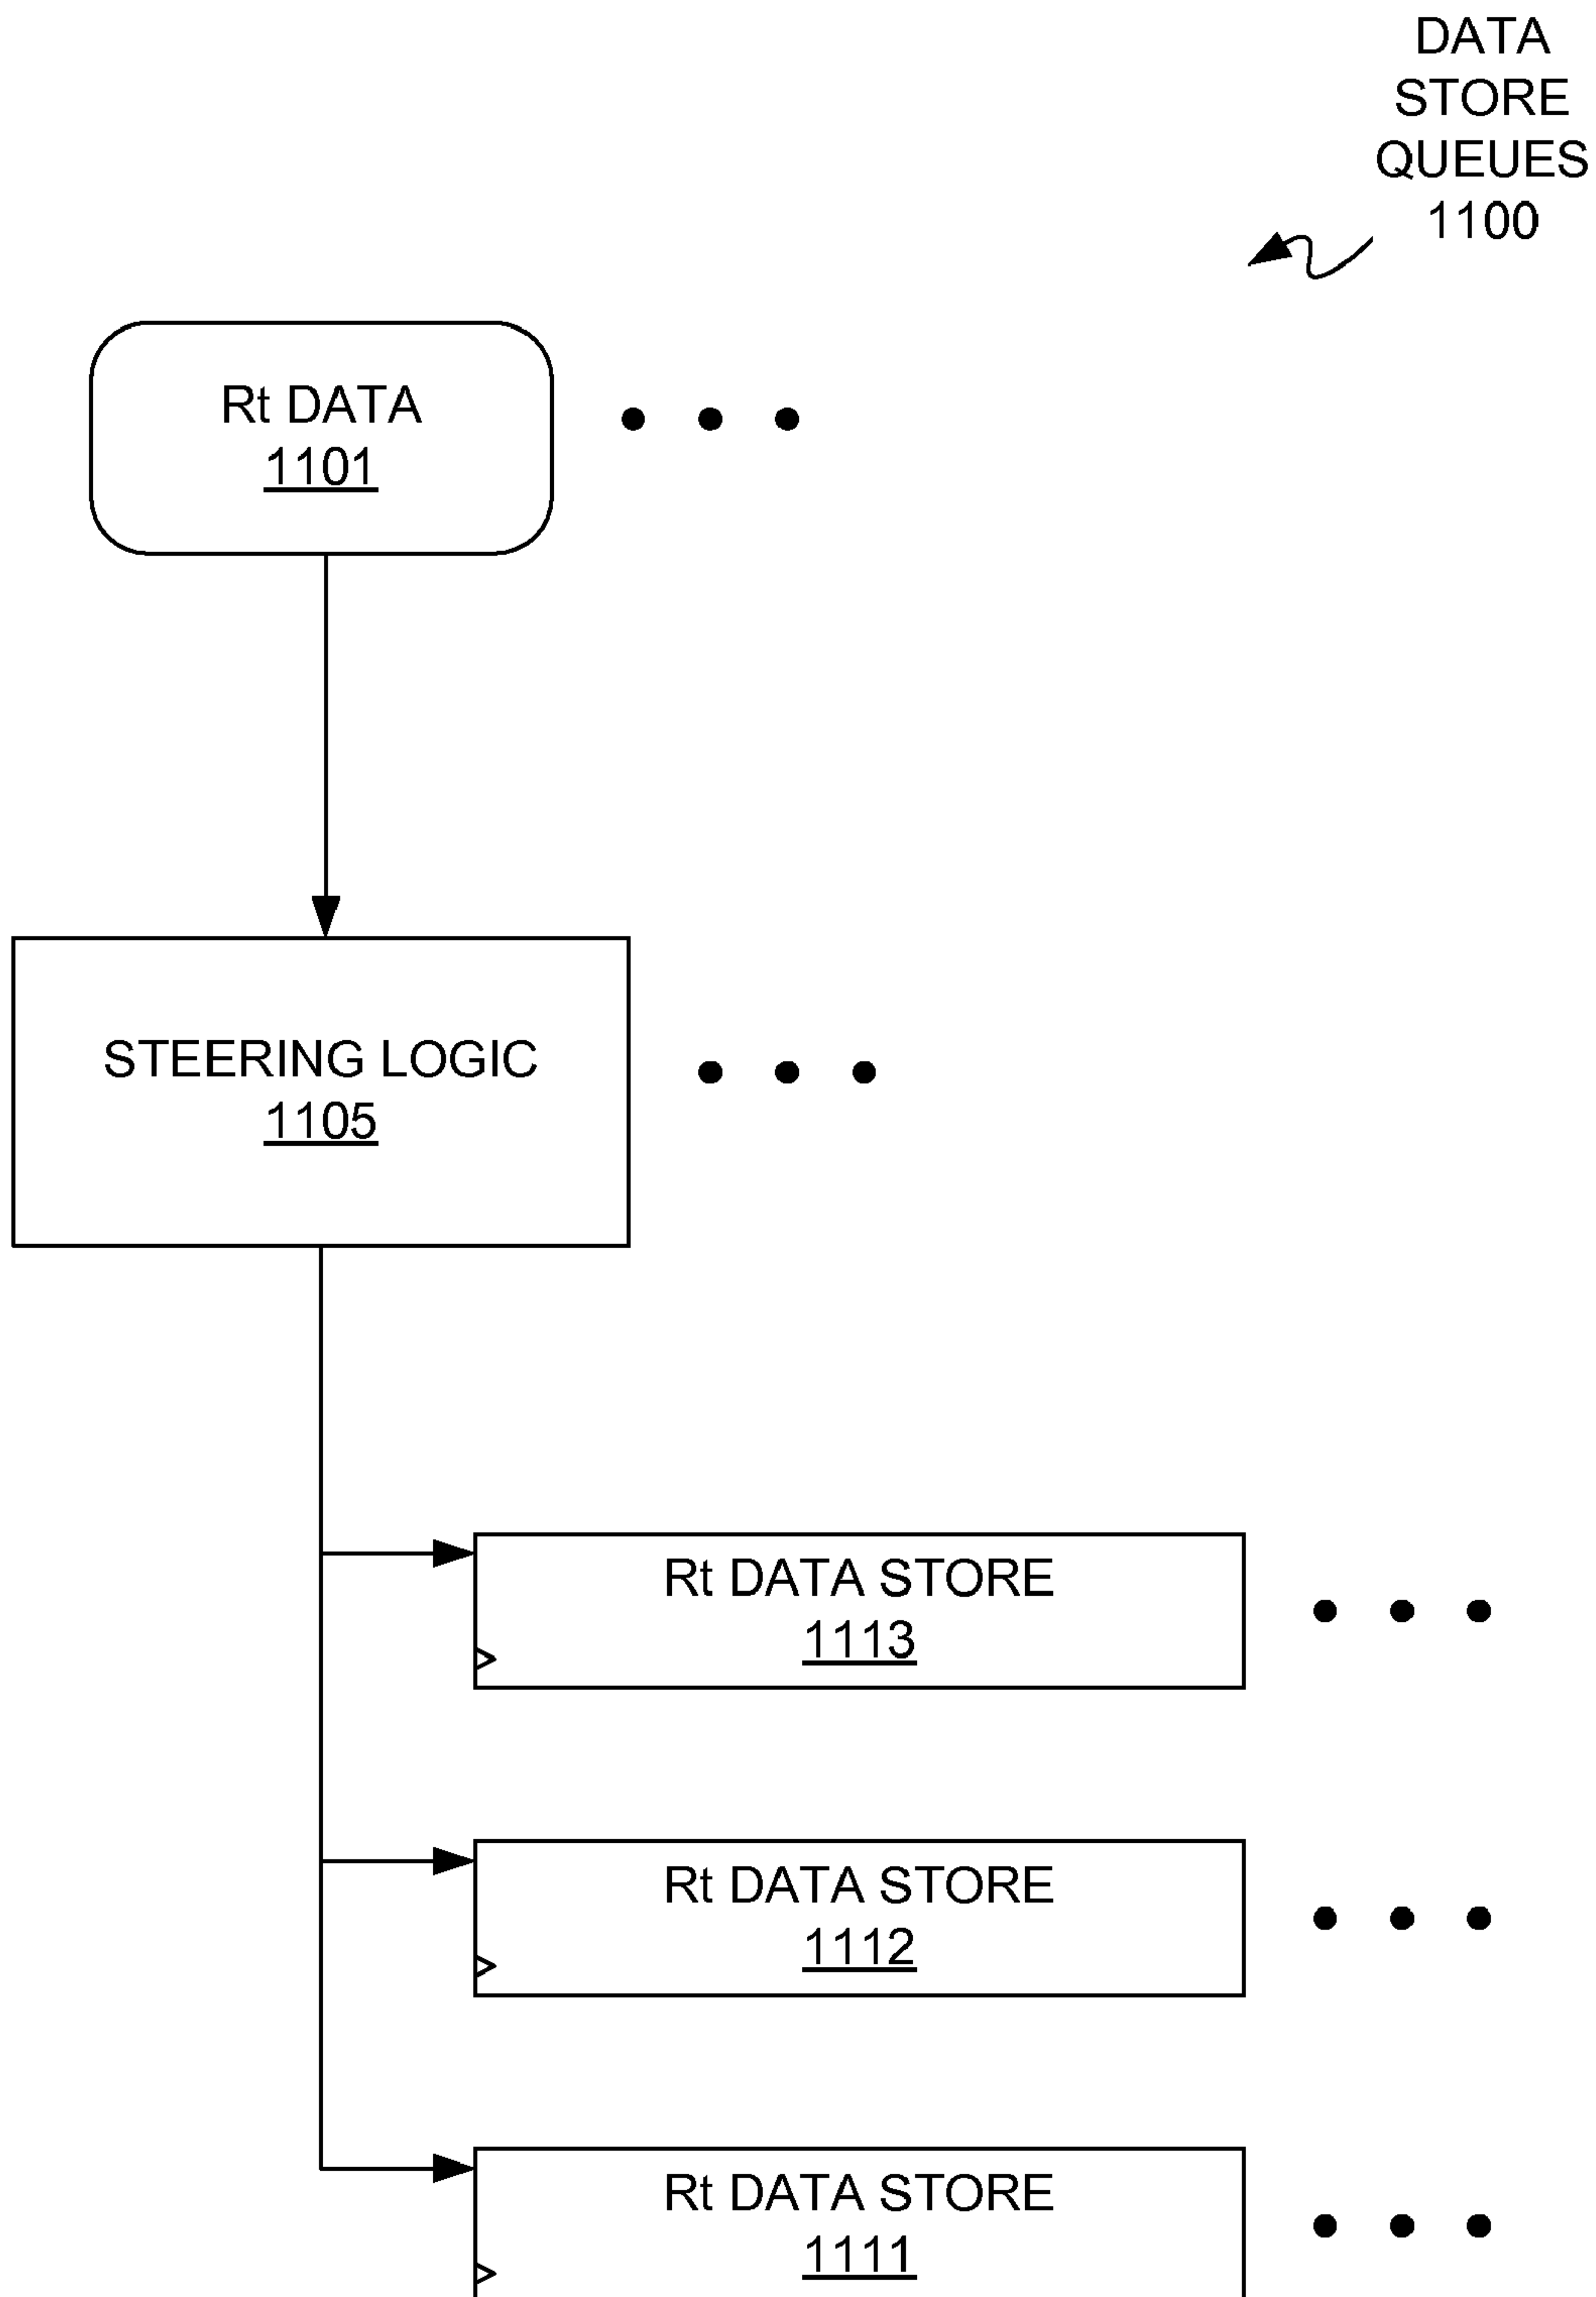 DATA
STORE
QUEUES
1100
Rt DATA
1101
STEERING LOGIC
1105
Rt DATA STORE
1113
Rt DATA STORE
1112
Rt DATA STORE
1111